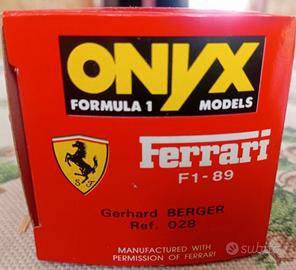 ONYX
FORMULA 1 MODELS
S F
Ferrari
F1-89
Gerhard BERGER
Ref. 028
MANUFACTURED WITH
PERMISSION OF FERRARI
subito